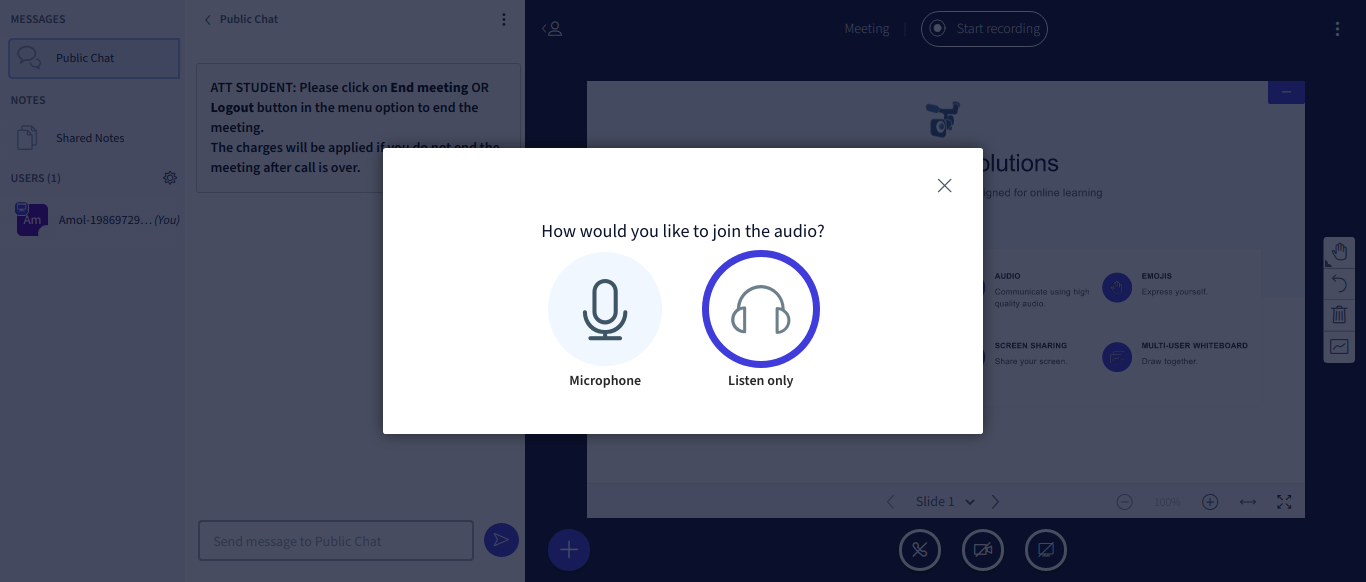 MESSAGES
Public Chat
NOTES
Shared Notes
USERS (1)
Am
Amol-19869729... (You)
Public Chat
ATT STUDENT: Please click on End meeting OR
Logout button in the menu option to end the
meeting.
The charges will be applied if you do not end the
meeting after call is over.
Send message to Public Chat
Meeting
Start recording
How would you like to join the audio?
Microphone
Listen only
olutions
igned for online learning
AUDIO
Communicate using high
quality audio.
EMOJIS
Express yourself.
SCREEN SHARING
Share your screen.
MULTI-USER WHITEBOARD
Draw together.
Slide 1
100%